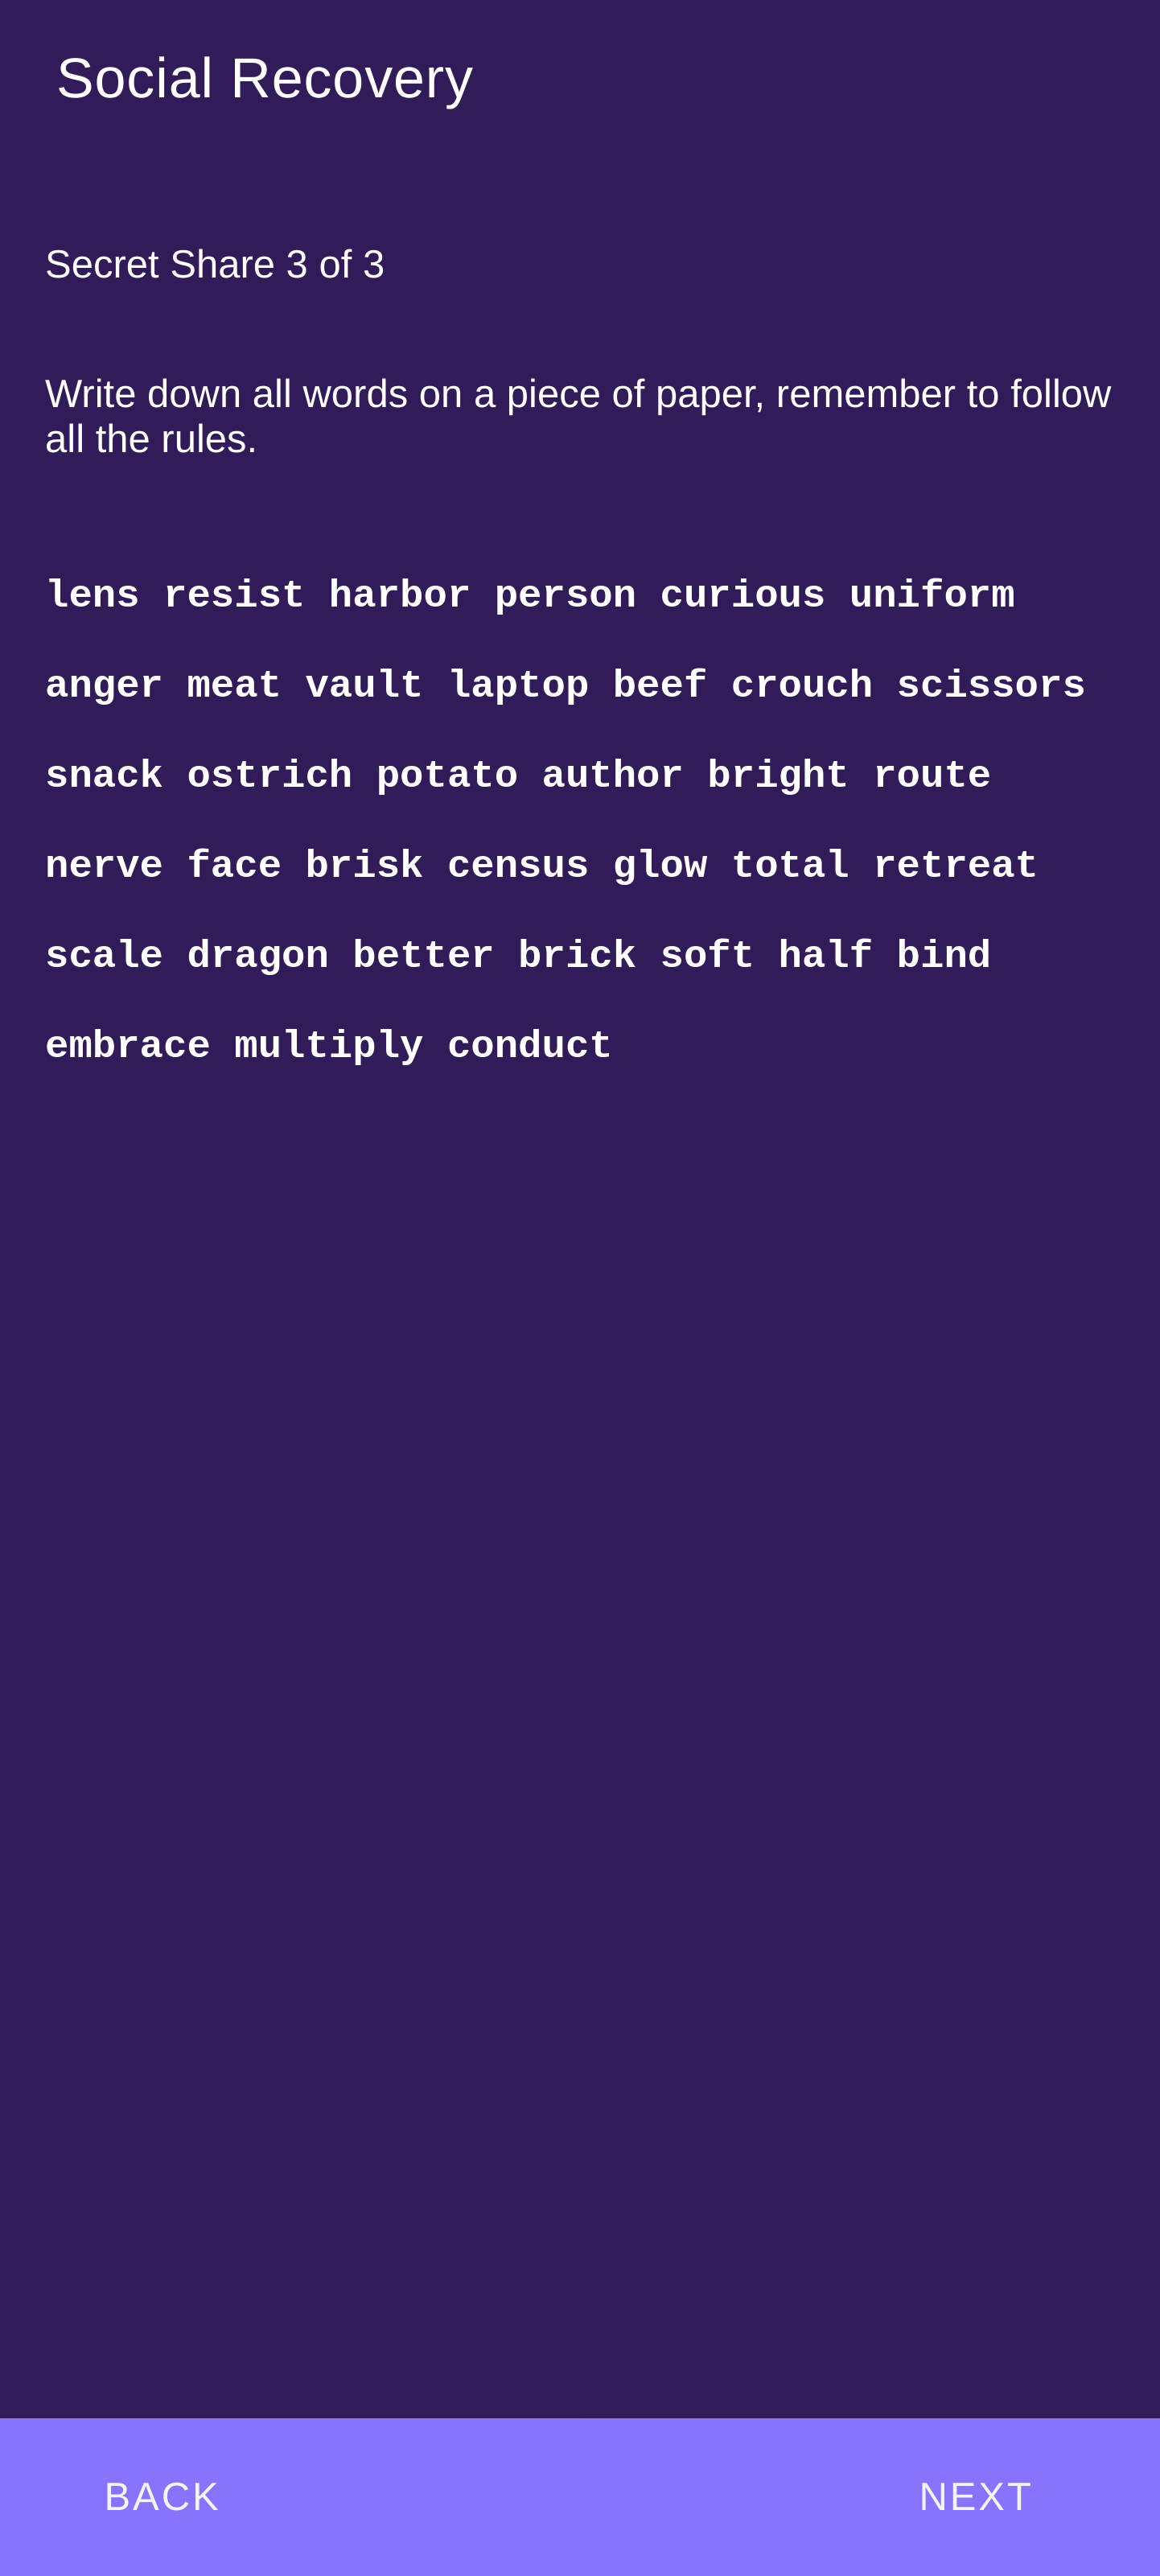 Social Recovery
Secret Share 3 of 3
Write down all words on a piece of paper, remember to follow
all the rules.
lens resist harbor person curious uniform
anger meat vault laptop beef crouch scissors
snack ostrich potato author bright route
nerve face brisk census glow total retreat
scale dragon better brick soft half bind
embrace multiply conduct
BACK NEXT